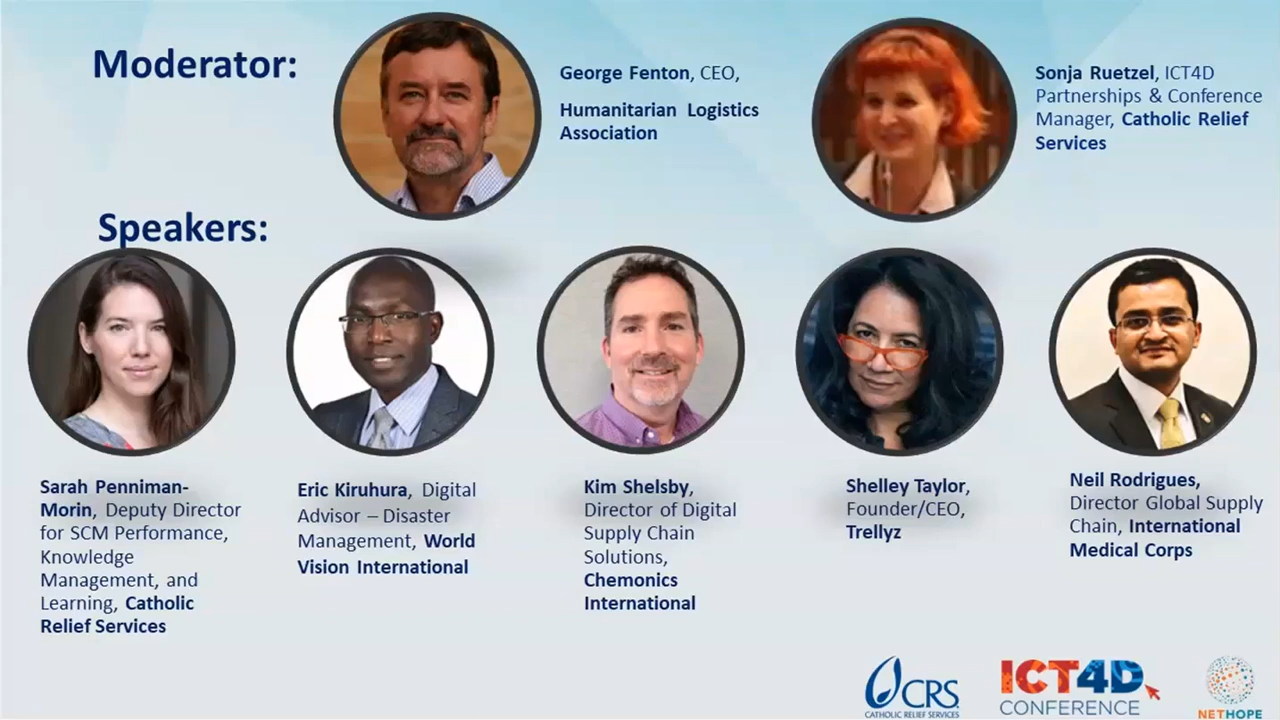 Moderator:
George Fenton, CEO,
Humanitarian Logistics
Association
Sonja Ruetzel, ICT4D
Partnerships & Conference
Manager, Catholic Relief
Services
Speakers:
Sarah Penniman-
Morin, Deputy Director
for SCM Performance,
Knowledge
Management, and
Learning, Catholic
Relief Services
Eric Kiruhura, Digital
Advisor – Disaster
Management, World
Vision International
Kim Shelsby,
Director of Digital
Supply Chain
Solutions,
Chemonics
International
Shelley Taylor,
Founder/CEO,
Trellyz
Neil Rodrigues,
Director Global Supply
Chain, International
Medical Corps
CRS
CATHOLIC RELIEF SERVICES
ICT4D
CONFERENCE
NETHOPE